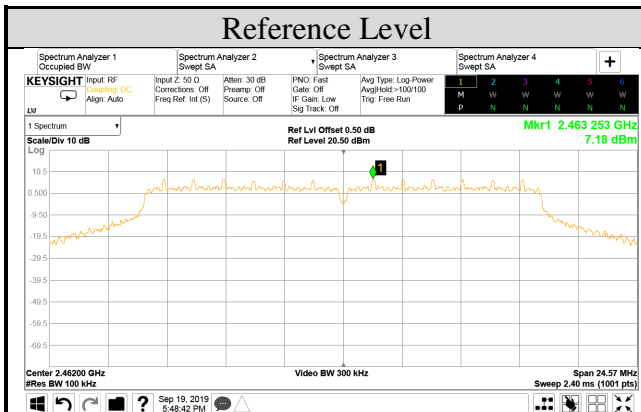 Reference Level
Spectrum Analyzer 1
Occupied BW
Spectrum Analyzer 2
Swept SA
Spectrum Analyzer 3
Swept SA
Spectrum Analyzer 4
Swept SA
+
KEYSIGHT
Input: RF
Coupling: DC
Align: Auto
Input Z: 50 Ω
Corrections: Off
Freq Ref: Int (S)
Atten: 30 dB
Preamp: Off
Source: Off
PNO: Fast
Gate: Off
IF Gain: Low
Sig Track: Off
Avg Type: Log-Power
Avg|Hold:>100/100
Trig: Free Run
1 2 3 4 5 6
M W W W W W W
P N N N N N N
LXI
1 Spectrum
Scale/Div 10 dB
Ref Lvl Offset 0.50 dB
Ref Level 20.50 dBm
Mkr1 2.463 253 GHz
7.18 dBm
Log
1
10.5
0.500
-9.50
-19.5
-29.5
-39.5
-49.5
-59.5
-69.5
Center 2.46200 GHz
#Res BW 100 kHz
Video BW 300 kHz
Span 24.57 MHz
Sweep 2.40 ms (1001 pts)
?
Sep 19, 2019
5:48:42 PM